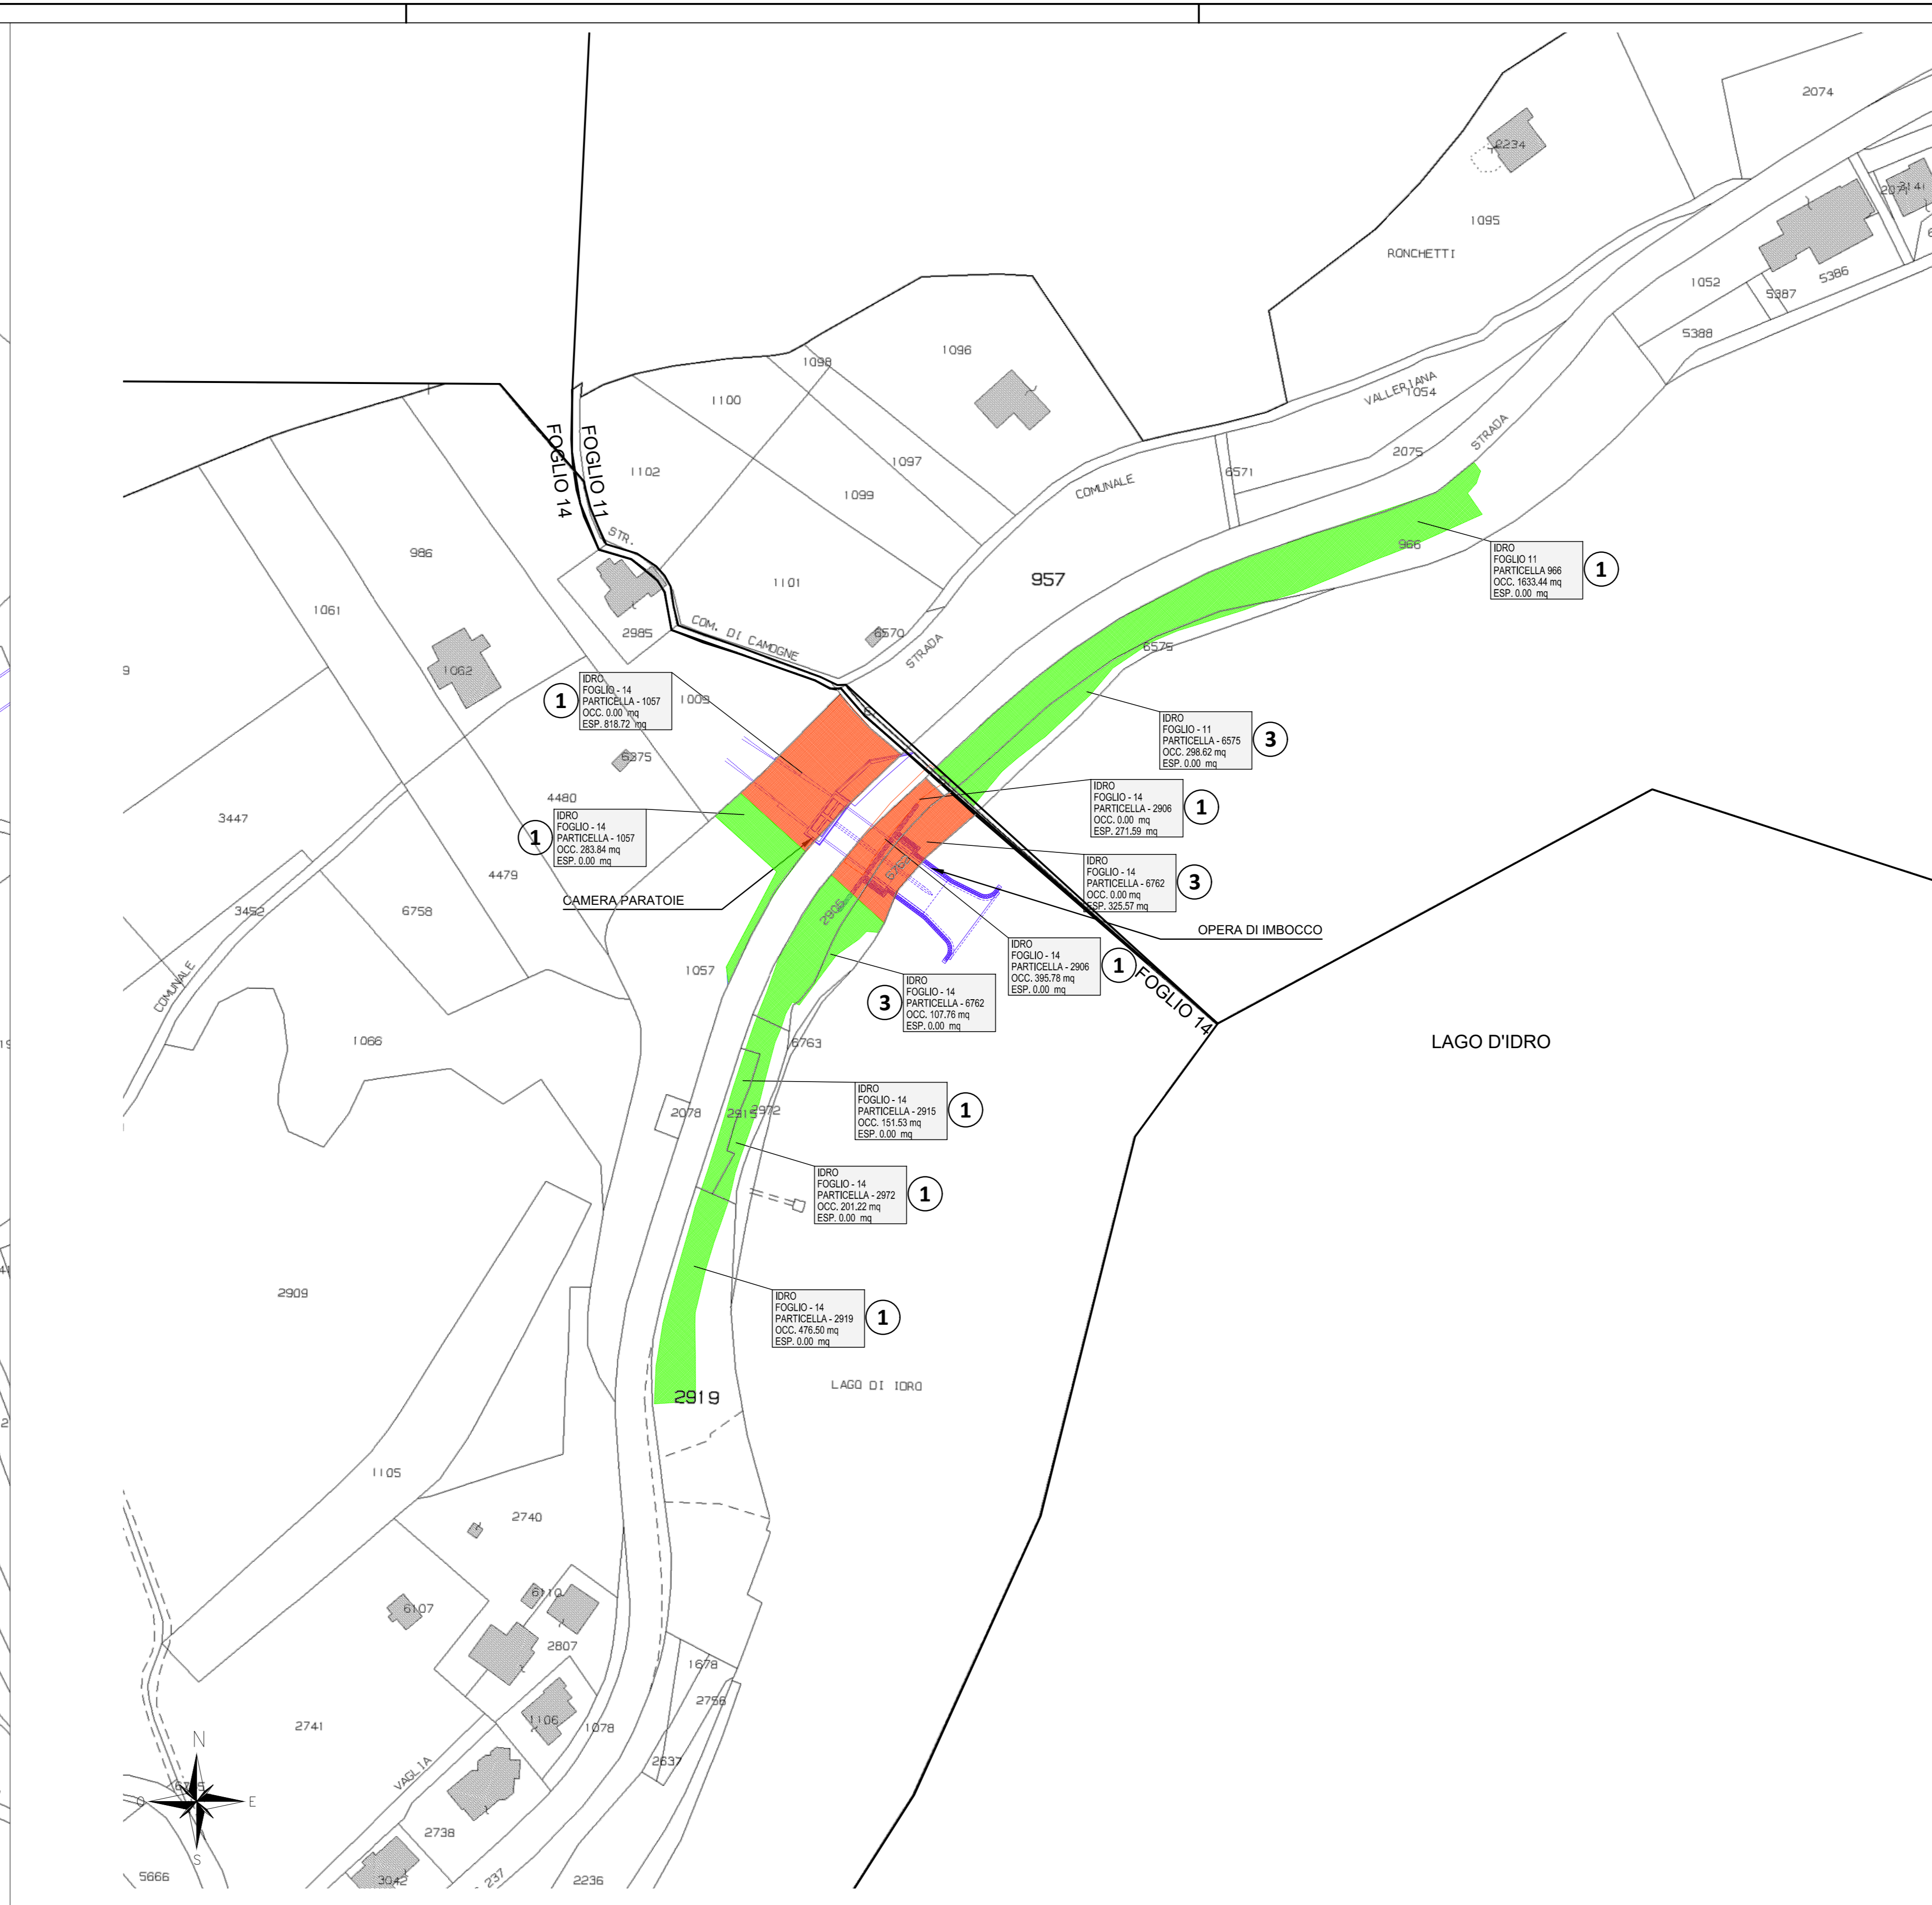 2074
2234
2071
3141
1095
RONCHETTI
5386
1052
5387
5388
1098
1096
VALLERIANA
1054
1100
STRADA
FOGLIO 14
FOGLIO 11
1102
1097
2075
6571
COMUNALE
1099
STR.
986
966
1101
957
1061
2985
COM. DI CAMOGNE
6570
STRADA
6575
1062
1009
6375
4480
3447
4479
3452
6758
COMUNALE
IDRO
FOGLIO 11
PARTICELLA 966
OCC. 1633.44 mq
ESP. 0.00 mq
1
IDRO
FOGLIO - 14
PARTICELLA - 1057
OCC. 0.00 mq
ESP. 818.72 mq
1
IDRO
FOGLIO - 11
PARTICELLA - 6575
OCC. 298.62 mq
ESP. 0.00 mq
3
IDRO
FOGLIO - 14
PARTICELLA - 2906
OCC. 0.00 mq
ESP. 271.59 mq
1
IDRO
FOGLIO - 14
PARTICELLA - 1057
OCC. 283.84 mq
ESP. 0.00 mq
1
IDRO
FOGLIO - 14
PARTICELLA - 6762
OCC. 0.00 mq
ESP. 325.57 mq
3
6762
CAMERA PARATOIE
OPERA DI IMBOCCO
IDRO
FOGLIO - 14
PARTICELLA - 2906
OCC. 395.78 mq
ESP. 0.00 mq
1
FOGLIO 14
1057
IDRO
FOGLIO - 14
PARTICELLA - 6762
OCC. 107.76 mq
ESP. 0.00 mq
3
LAGO D'IDRO
1066
6763
IDRO
FOGLIO - 14
PARTICELLA - 2915
OCC. 151.53 mq
ESP. 0.00 mq
1
2078
2915
2972
IDRO
FOGLIO - 14
PARTICELLA - 2972
OCC. 201.22 mq
ESP. 0.00 mq
1
2909
IDRO
FOGLIO - 14
PARTICELLA - 2919
OCC. 476.50 mq
ESP. 0.00 mq
1
LAGO DI IDRO
2919
1105
2740
6107
6110
2807
1678
2756
2741
1106
1078
2637
VAGLIA
N
O
E
S
2738
5666
3042
237
2236